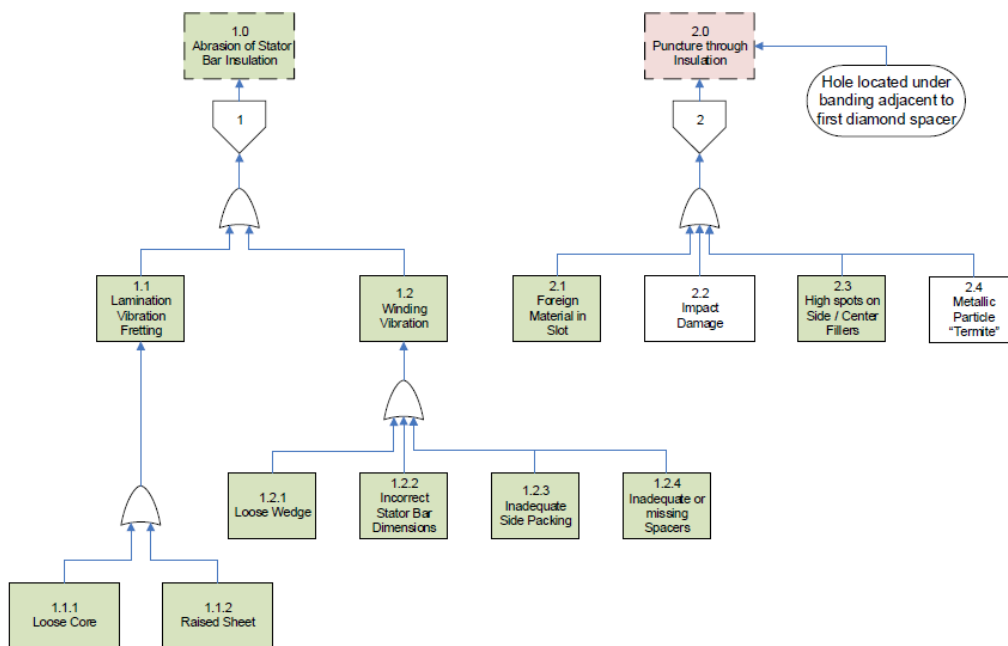 1.0
Abrasion of Stator
Bar Insulation
2.0
Puncture through
Insulation
Hole located under
banding adjacent to
first diamond spacer
1
2
1.1
Lamination
Vibration
Fretting
1.2
Winding
Vibration
2.1
Foreign
Material in
Slot
2.2
Impact
Damage
2.3
High spots on
Side / Center
Fillers
2.4
Metallic
Particle
“Termite”
1.2.1
Loose Wedge
1.2.2
Incorrect
Stator Bar
Dimensions
1.2.3
Inadequate
Side Packing
1.2.4
Inadequate or
missing
Spacers
1.1.1
Loose Core
1.1.2
Raised Sheet